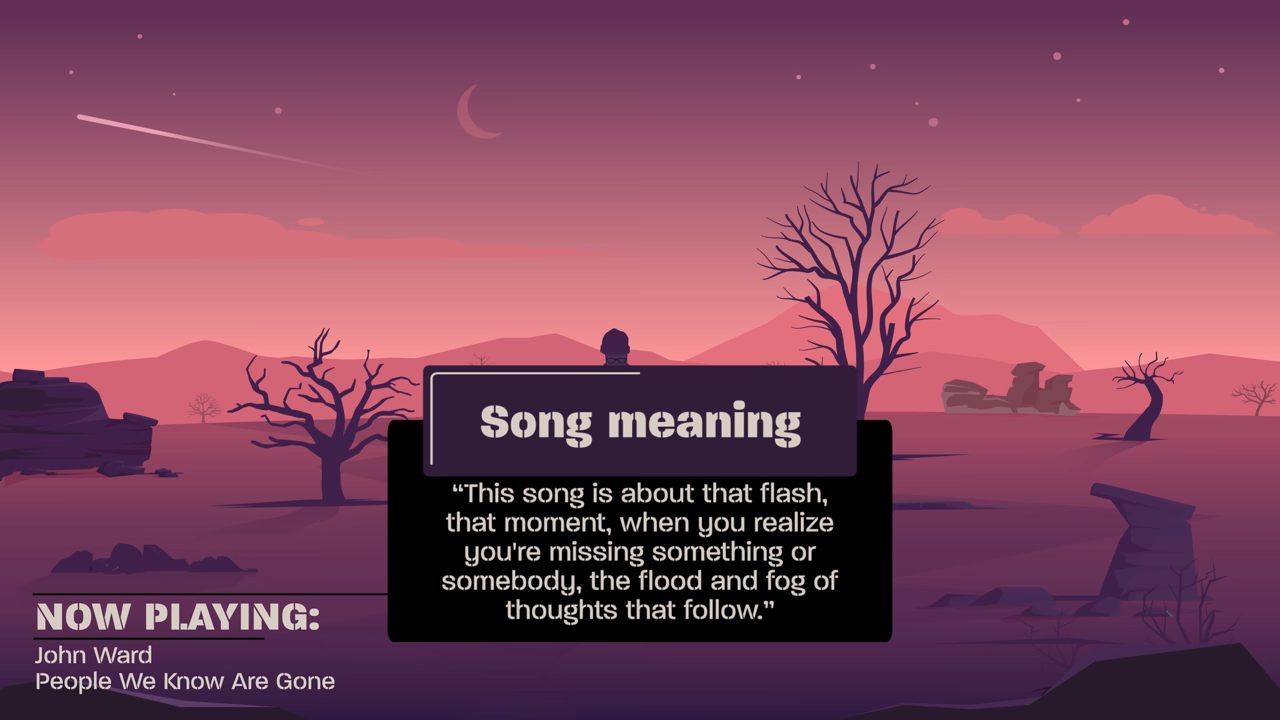 Song meaning
“This song is about that flash,
that moment, when you realize
you're missing something or
somebody, the flood and fog of
thoughts that follow.”
NOW PLAYING:
John Ward
People We Know Are Gone